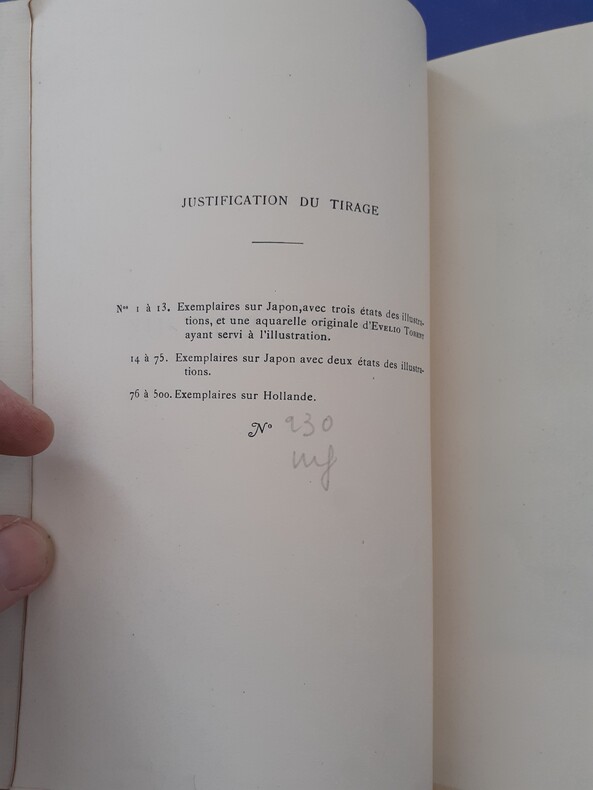 JUSTIFICATION DU TIRAGE
Nos 1 à 13. Exemplaires sur Japon, avec trois états des illustra-
tions, et une aquarelle originale d'EVELIO TORENT
ayant servi à l'illustration.
14 à 75. Exemplaires sur Japon avec deux états des illustra-
tions.
76 à 500. Exemplaires sur Hollande.
No 230